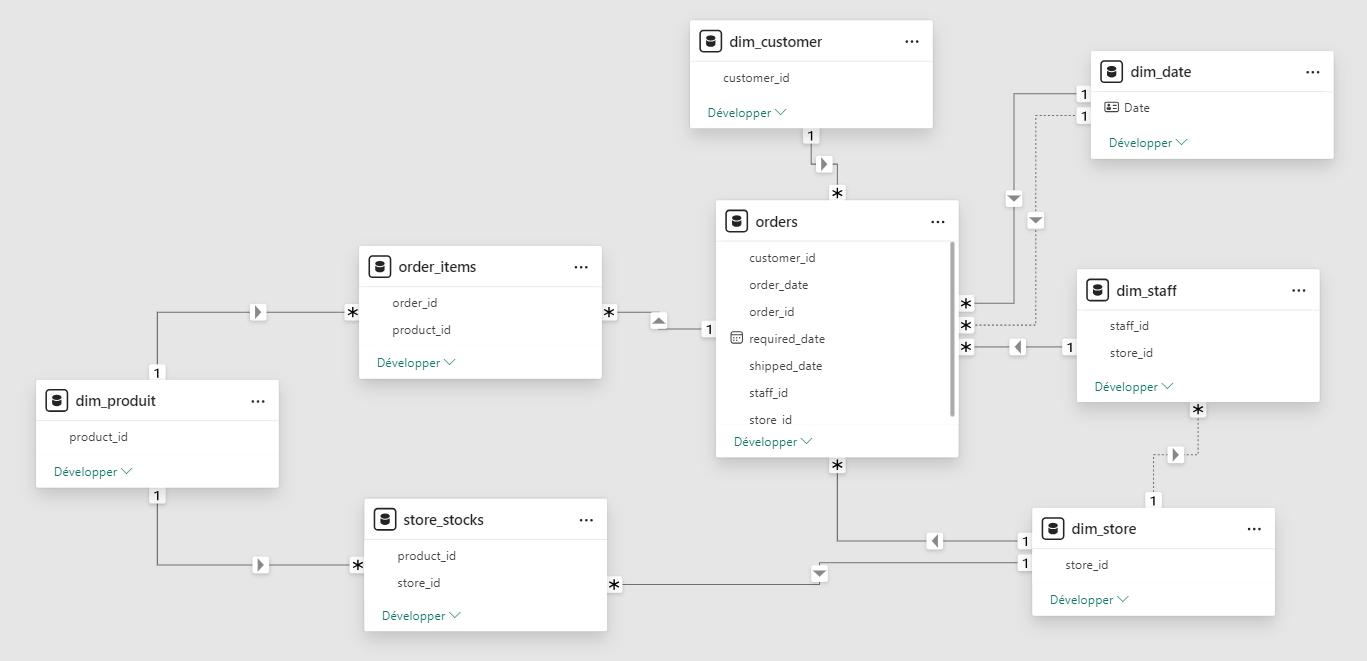 dim_customer
customer_id
Développer
dim_date
Date
Développer
1
1
1
*
orders
customer_id
order_date
order_id
required_date
shipped_date
staff_id
store_id
Développer
order_items
order_id
product_id
Développer
*
*
1
*
*
*
1
dim_staff
staff_id
store_id
Développer
*
1
dim_produit
product_id
Développer
1
*
store_stocks
product_id
store_id
Développer
*
*
*
1
dim_store
store_id
Développer
1
1